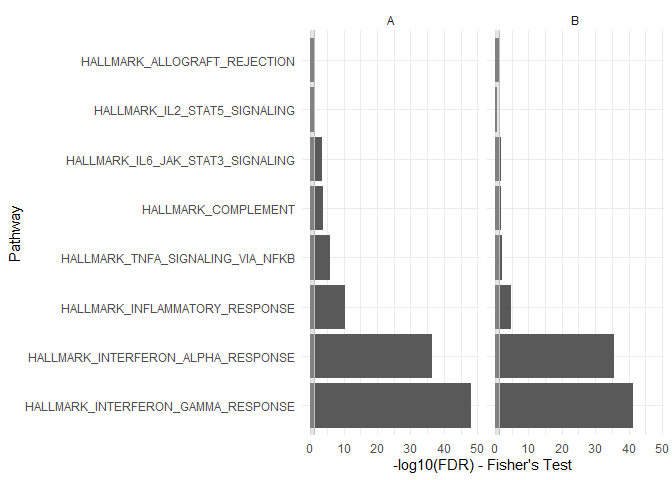 A B
HALLMARK_ALLOGRAFT_REJECTION
HALLMARK_IL2_STAT5_SIGNALING
HALLMARK_IL6_JAK_STAT3_SIGNALING
HALLMARK_COMPLEMENT
HALLMARK_TNFA_SIGNALING_VIA_NFKB
HALLMARK_INFLAMMATORY_RESPONSE
HALLMARK_INTERFERON_ALPHA_RESPONSE
HALLMARK_INTERFERON_GAMMA_RESPONSE
Pathway
0 10 20 30 40 50 0 10 20 30 40 50
-log10(FDR) - Fisher's Test